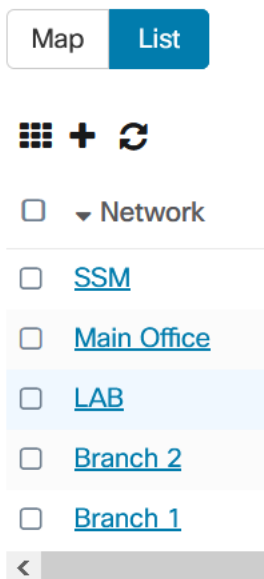 Map List
Network
SSM
Main Office
LAB
Branch 2
Branch 1